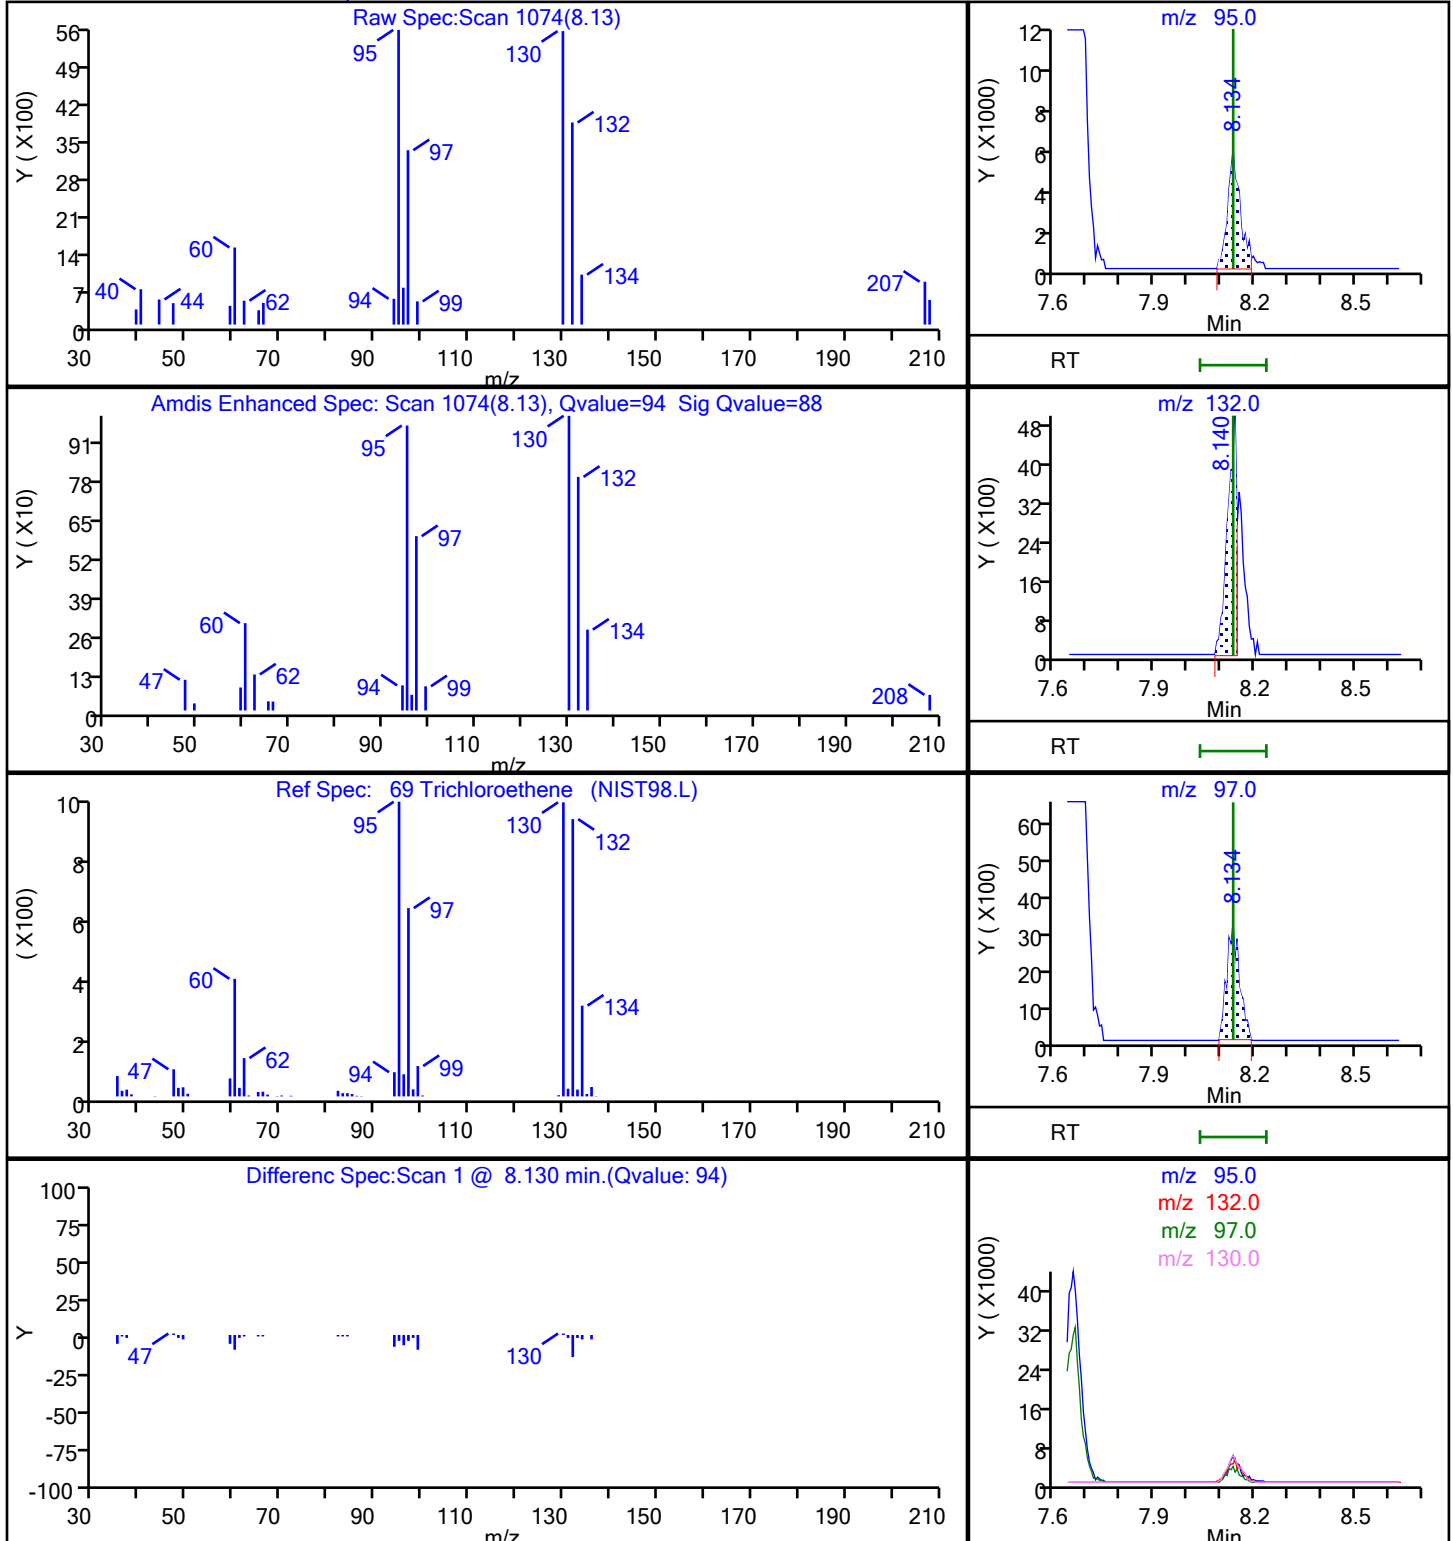 Raw Spec:Scan 1074(8.13)
Y ( X100)
56
49
42
35
28
21
14
7
0
95
130
132
97
60
134
40
44
62
94
99
207
30 50 70 90 110 130 150 170 190 210
m/z
m/z 95.0
Y ( X1000)
12
10
8
6
4
2
0
8.134
7.6 7.9 8.2 8.5
Min
RT
Amdis Enhanced Spec: Scan 1074(8.13), Qvalue=94 Sig Qvalue=88
Y ( X10)
91
78
65
52
39
26
13
0
95
130
132
97
60
134
47
62
94
99
208
30 50 70 90 110 130 150 170 190 210
m/z
m/z 132.0
Y ( X100)
48
40
32
24
16
8
0
8.140
7.6 7.9 8.2 8.5
Min
RT
Ref Spec: 69 Trichloroethene (NIST98.L)
( X100)
10
8
6
4
2
0
95
130
132
97
60
134
47
62
94
99
30 50 70 90 110 130 150 170 190 210
m/z 97.0
Y ( X100)
60
50
40
30
20
10
0
8.134
7.6 7.9 8.2 8.5
Min
RT
Differenc Spec:Scan 1 @ 8.130 min.(Qvalue: 94)
Y
100
75
50
25
0
-25
-50
-75
-100
47
130
30 50 70 90 110 130 150 170 190 210
m/z
m/z 95.0
m/z 132.0
m/z 97.0
m/z 130.0
Y ( X1000)
40
32
24
16
8
0
7.6 7.9 8.2 8.5
Min